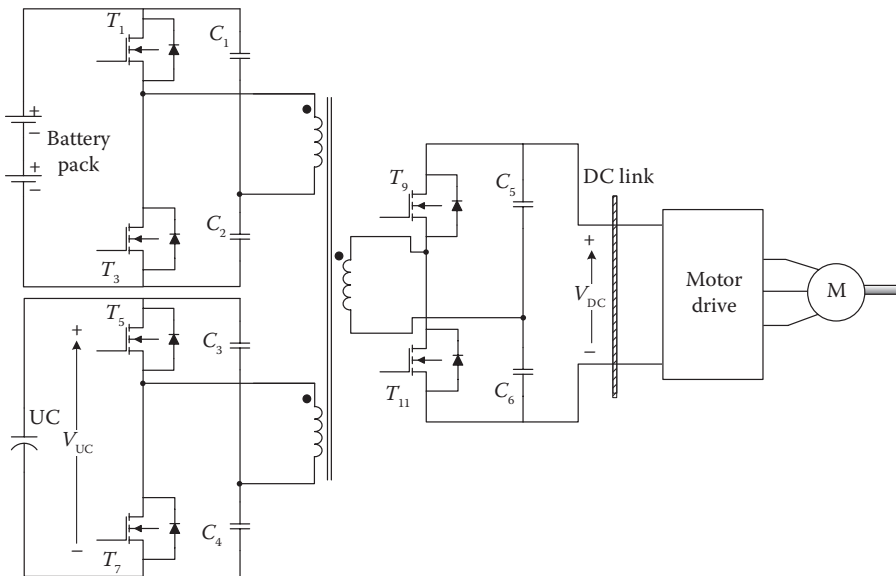 T1
C1
+
−
Battery
pack
+
−
T3
C2
T5
+
C3
UC
VUC
−
T7
C4
T9
C5
DC link
+
VDC
−
T11
C6
Motor
drive
M